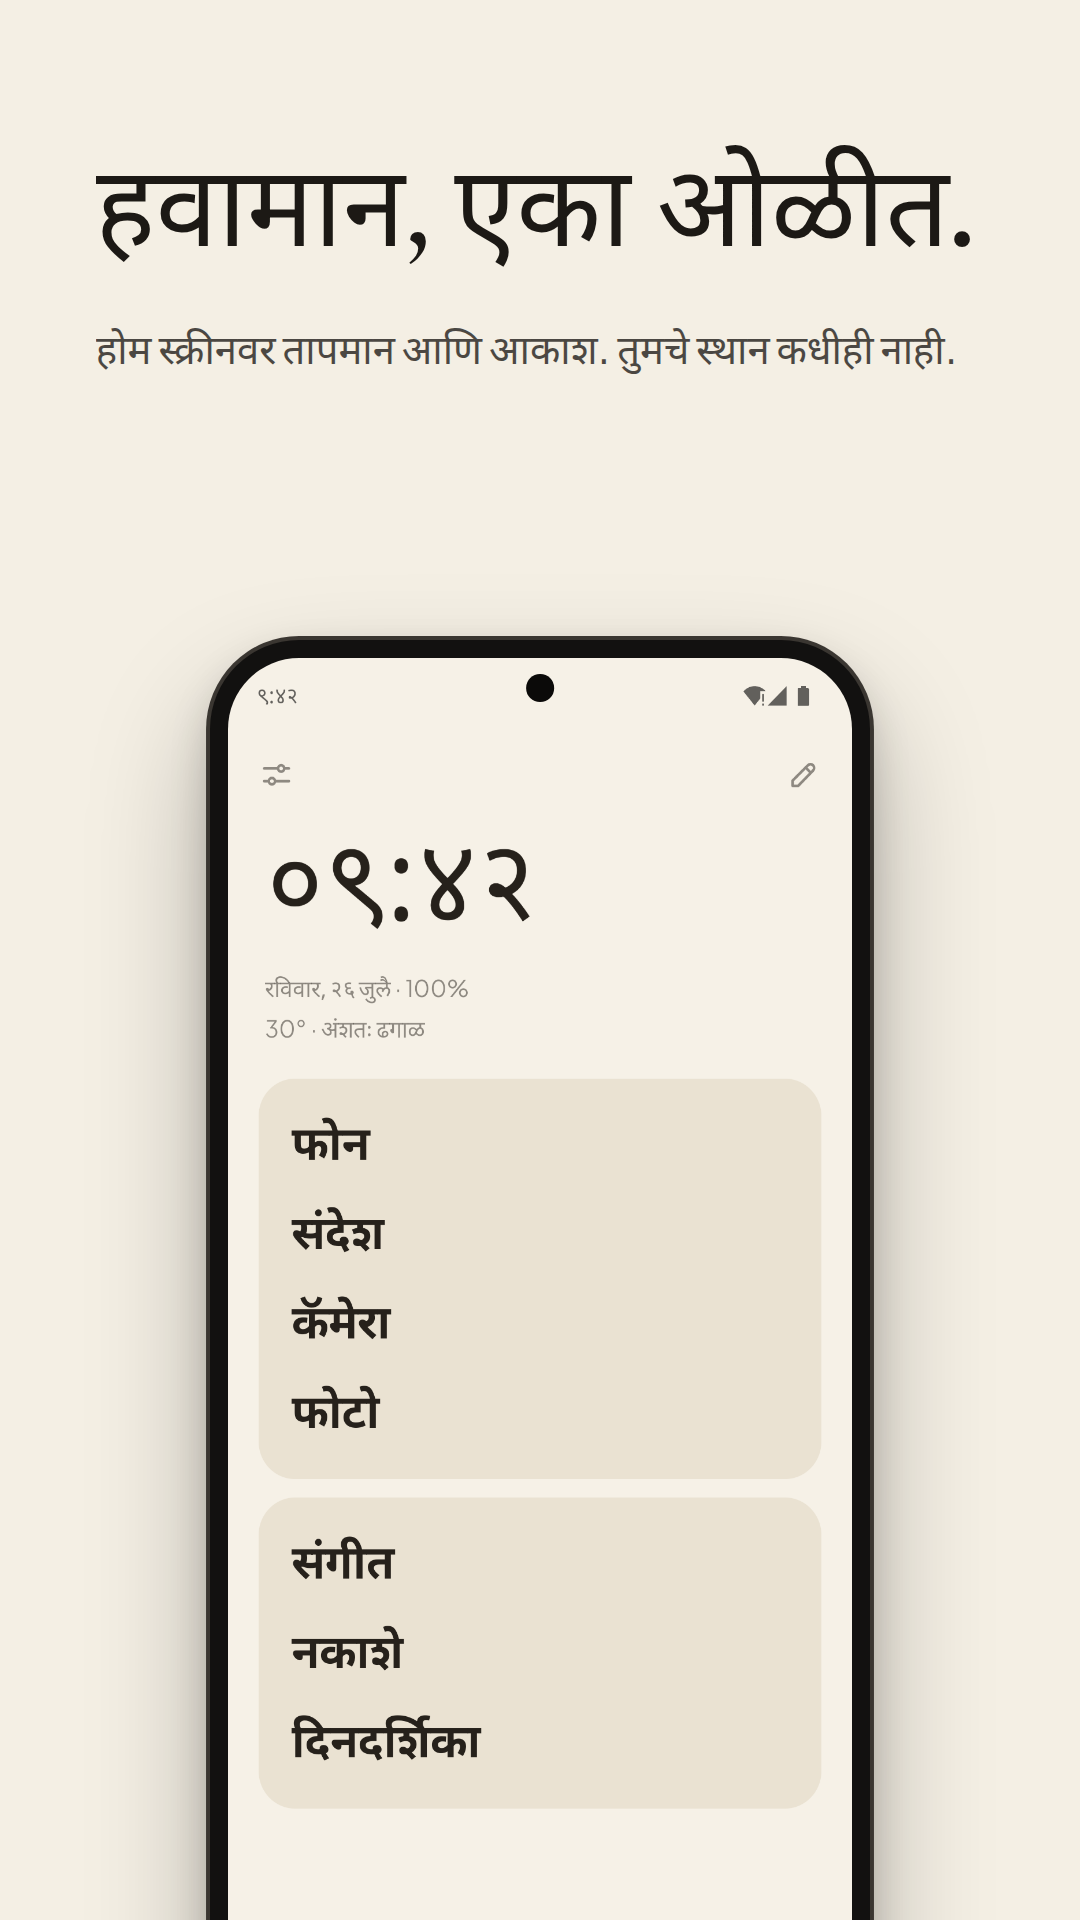 हवामान, एका ओळीत.
होम स्क्रीनवर तापमान आणि आकाश. तुमचे स्थान कधीही नाही.
९:४२
०९:४२
रविवार, २६ जुलै · 100%
30° · अंशतः ढगाळ
फोन
संदेश
कॅमेरा
फोटो
संगीत
नकाशे
दिनदर्शिका